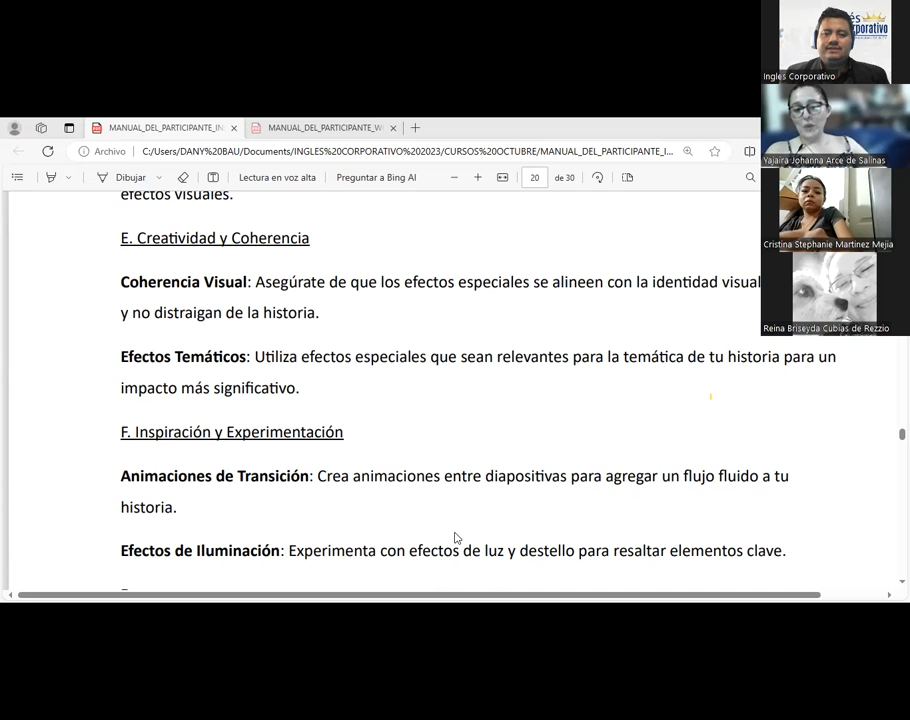 és
orporativo
Ingles Corporativo
MANUAL_DEL_PARTICIPANTE_IN
MANUAL_DEL_PARTICIPANTE_W
Yajaira Johanna Arce de Salinas
Archivo
C:/Users/DANY%20BAU/Documents/INGLES%20CORPORATIVO%202023/CURSOS%20OCTUBRE/MANUAL_DEL_PARTICIPANTE_I...
Dibujar
Lectura en voz alta
Preguntar a Bing AI
20
de 30
efectos visuales.
E. Creatividad y Coherencia
Cristina Stephanie Martinez Mejia
Coherencia Visual: Asegúrate de que los efectos especiales se alineen con la identidad visual
y no distraigan de la historia.
Reina Briseyda Cubias de Rezzio
Efectos Temáticos: Utiliza efectos especiales que sean relevantes para la temática de tu historia para un
impacto más significativo.
F. Inspiración y Experimentación
Animaciones de Transición: Crea animaciones entre diapositivas para agregar un flujo fluido a tu
historia.
Efectos de Iluminación: Experimenta con efectos de luz y destello para resaltar elementos clave.